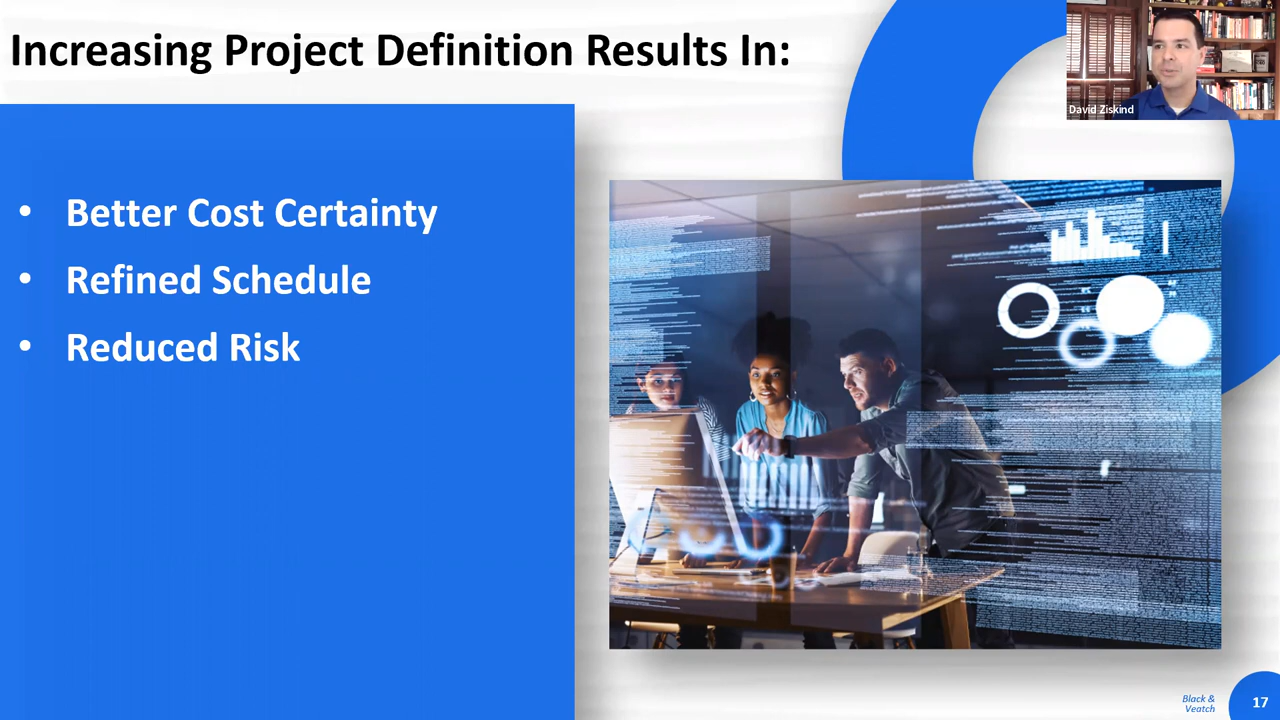 Increasing Project Definition Results In:
David Ziskind
• Better Cost Certainty
• Refined Schedule
• Reduced Risk
Black &
Veatch
17